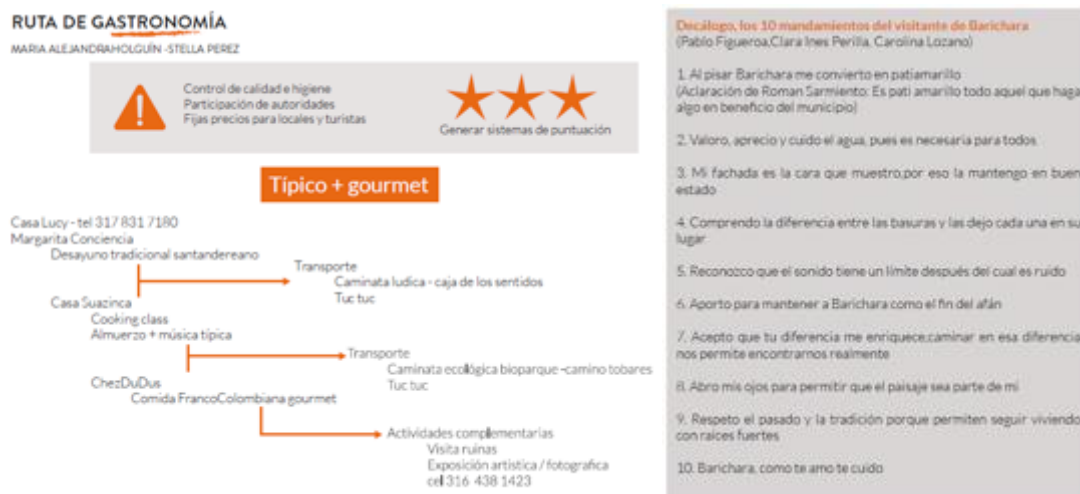 RUTA DE GASTRONOMÍA
MARIA ALEJANDRAHOLGUÍN -STELLA PEREZ
Control de calidad e higiene
Participación de autoridades
Fijas precios para locales y turistas
Generar sistemas de puntuación
Típico + gourmet
Casa Lucy - tel 317 831 7180
Margarita Conciencia
Desayuno tradicional santandereano
Transporte
Caminata ludica - caja de los sentidos
Tuc tuc
Casa Suazinca
Cooking class
Almuerzo + música típica
Transporte
Caminata ecológica bioparque -camino tobares
Tuc tuc
ChezDuDus
Comida FrancoColombiana gourmet
Actividades complementarias
Visita ruinas
Exposición artistica / fotografica
cel 316 438 1423
Decálogo, los 10 mandamientos del visitante de Barichara
(Pablo Figueroa,Clara Ines Perilla, Carolina Lozano)
1. Al pisar Barichara me convierto en patiamarillo
(Aclaración de Roman Sarmiento: Es pati amarillo todo aquel que haga
algo en beneficio del municipio)
2. Valoro, aprecio y cuido el agua, pues es necesaria para todos
3. Mi fachada es la cara que muestro,por eso la mantengo en buen
estado
4. Comprendo la diferencia entre las basuras y las dejo cada una en su
lugar
5. Reconozco que el sonido tiene un límite después del cual es ruido
6. Aporto para mantener a Barichara como el fin del afán
7. Acepto que tu diferencia me enriquece,caminar en esa diferencia
nos permite encontrarnos realmente
8. Abro mis ojos para permitir que el paisaje sea parte de mi
9. Respeto el pasado y la tradición porque permiten seguir viviendo
con raices fuertes
10. Barichara, como te amo te cuido